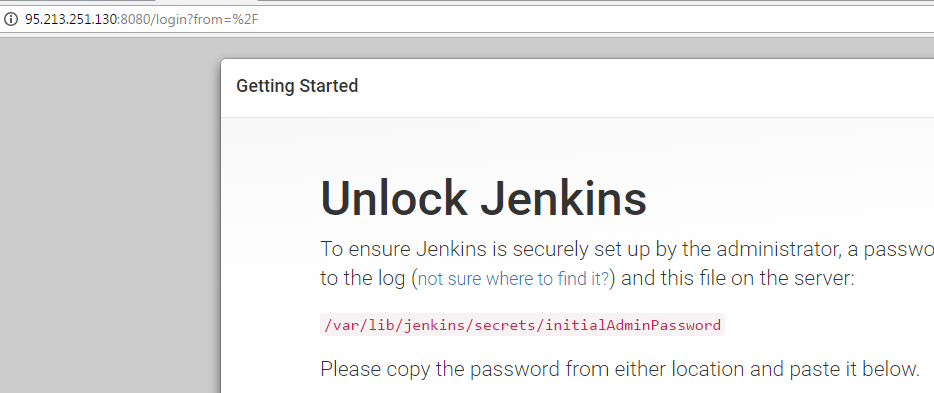 95.213.251.130:8080/login?from=%2F
Getting Started
Unlock Jenkins
To ensure Jenkins is securely set up by the administrator, a passwo
to the log (not sure where to find it?) and this file on the server:
/var/lib/jenkins/secrets/initialAdminPassword
Please copy the password from either location and paste it below.